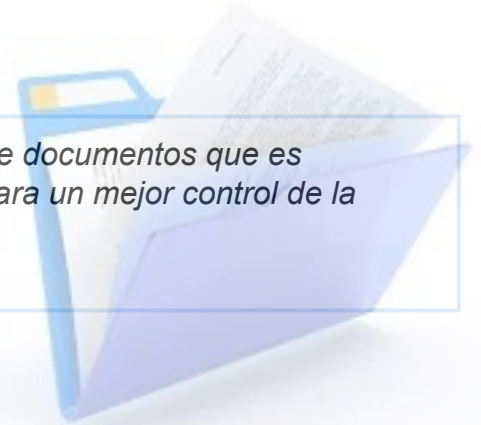 e documentos que es
ara un mejor control de la